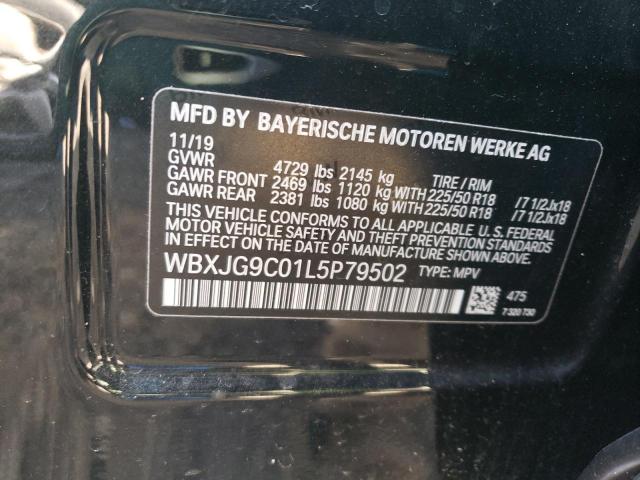 MFD BY BAYERISCHE MOTOREN WERKE AG
11/19
GVWR 4729 lbs 2145 kg TIRE / RIM
GAWR FRONT 2469 lbs 1120 kg WITH 225/50 R18 /7 1/2Jx18
GAWR REAR 2381 lbs 1080 kg WITH 225/50 R18 /7 1/2Jx18
THIS VEHICLE CONFORMS TO ALL APPLICABLE U. S. FEDERAL
MOTOR VEHICLE SAFETY AND THEFT PREVENTION STANDARDS IN EFFECT
ON THE DATE OF MANUFACTURE SHOWN ABOVE.
WBXJG9C01L5P79502 TYPE: MPV
475
7 320 730